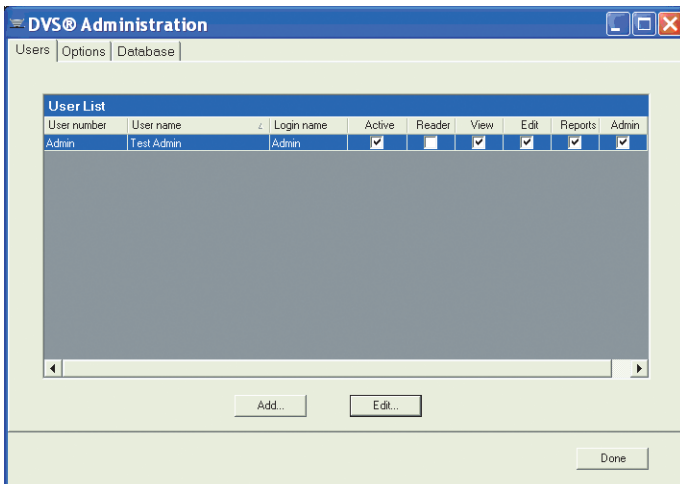 DVS® Administration
Users Options Database
User List
User number User name Login name Active Reader View Edit Reports Admin
Admin Test Admin Admin
Add... Edit...
Done